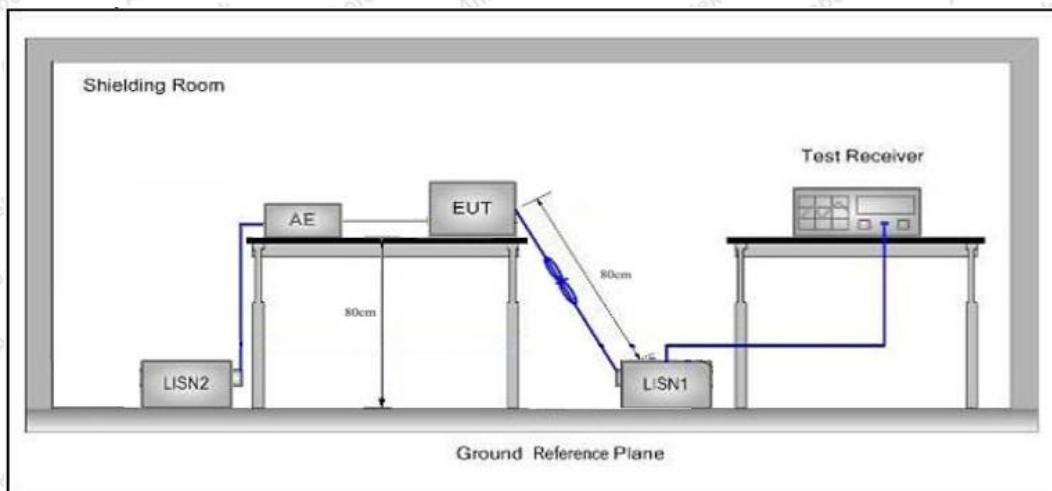 Shielding Room
Test Receiver
AE
EUT
80cm
80cm
LISN2
LISN1
Ground Reference Plane